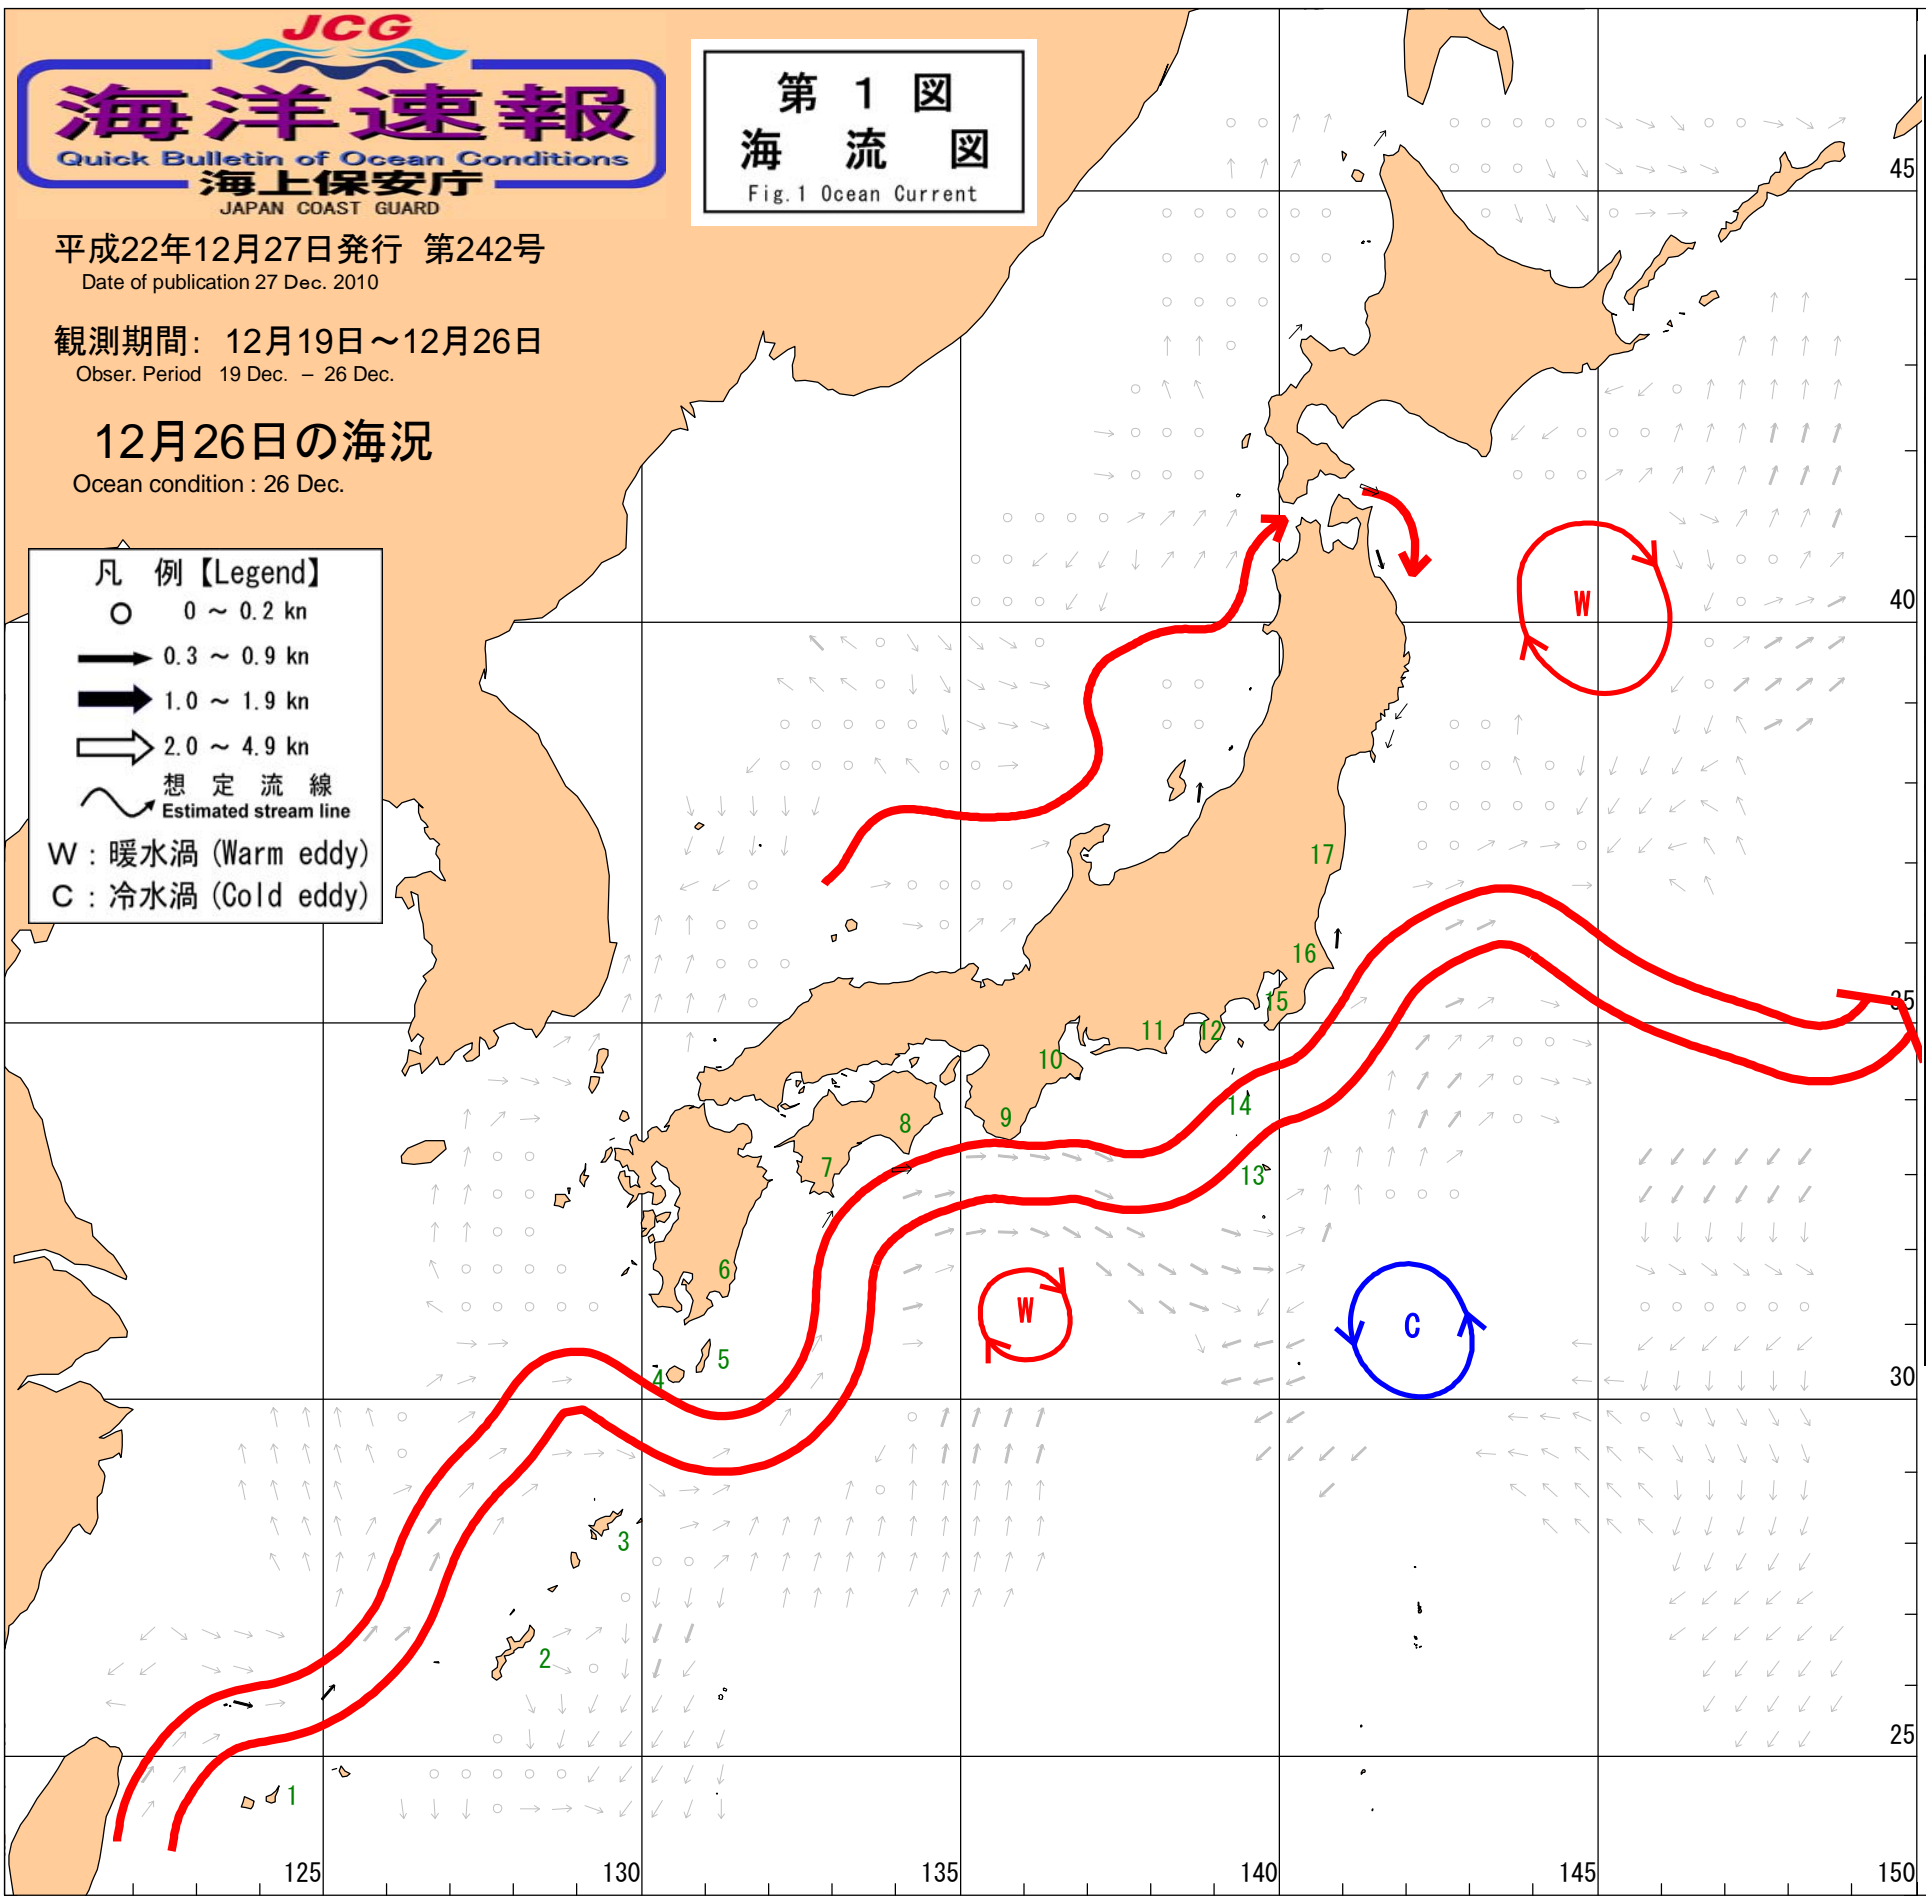 JCG
海洋速報
Quick Bulletin of Ocean Conditions
海上保安庁
JAPAN COAST GUARD
第 1 図
海 流 図
Fig.1 Ocean Current
平成22年12月27日発行 第242号
Date of publication 27 Dec. 2010
観測期間： 12月19日～12月26日
Obser. Period 19 Dec. – 26 Dec.
12月26日の海況
Ocean condition : 26 Dec.
凡 例【Legend】
0 ～ 0.2 kn
0.3 ～ 0.9 kn
1.0 ～ 1.9 kn
2.0 ～ 4.9 kn
想 定 流 線
Estimated stream line
W：暖水渦 (Warm eddy)
C：冷水渦 (Cold eddy)
45
40
W
17
16
35
15
11
12
10
14
9
8
7
13
6
W
C
5
4
30
3
2
25
1
125
130
135
140
145
150